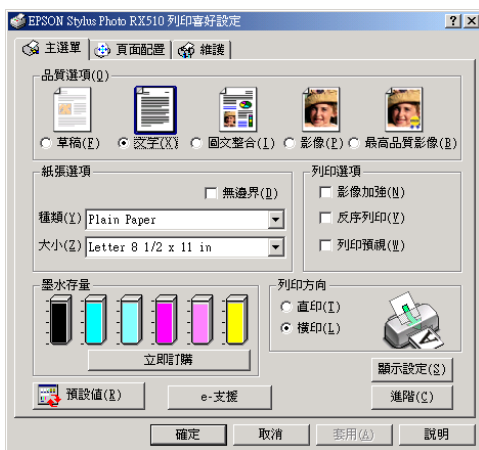 EPSON Stylus Photo RX510 列印喜好設定
主選單 頁面配置 維護
品質選項(Q)
草稿(F) 文字(X) 圖文整合(I) 影像(P) 最高品質影像(B)
紙張選項
無邊界(D)
種類(Y) Plain Paper
大小(Z) Letter 8 1/2 x 11 in
列印選項
影像加強(N)
反序列印(V)
列印預視(W)
墨水存量
立即訂購
列印方向
直印(T)
橫印(L)
顯示設定(S)
預設值(R) e-支援 進階(C)
確定 取消 套用(A) 說明